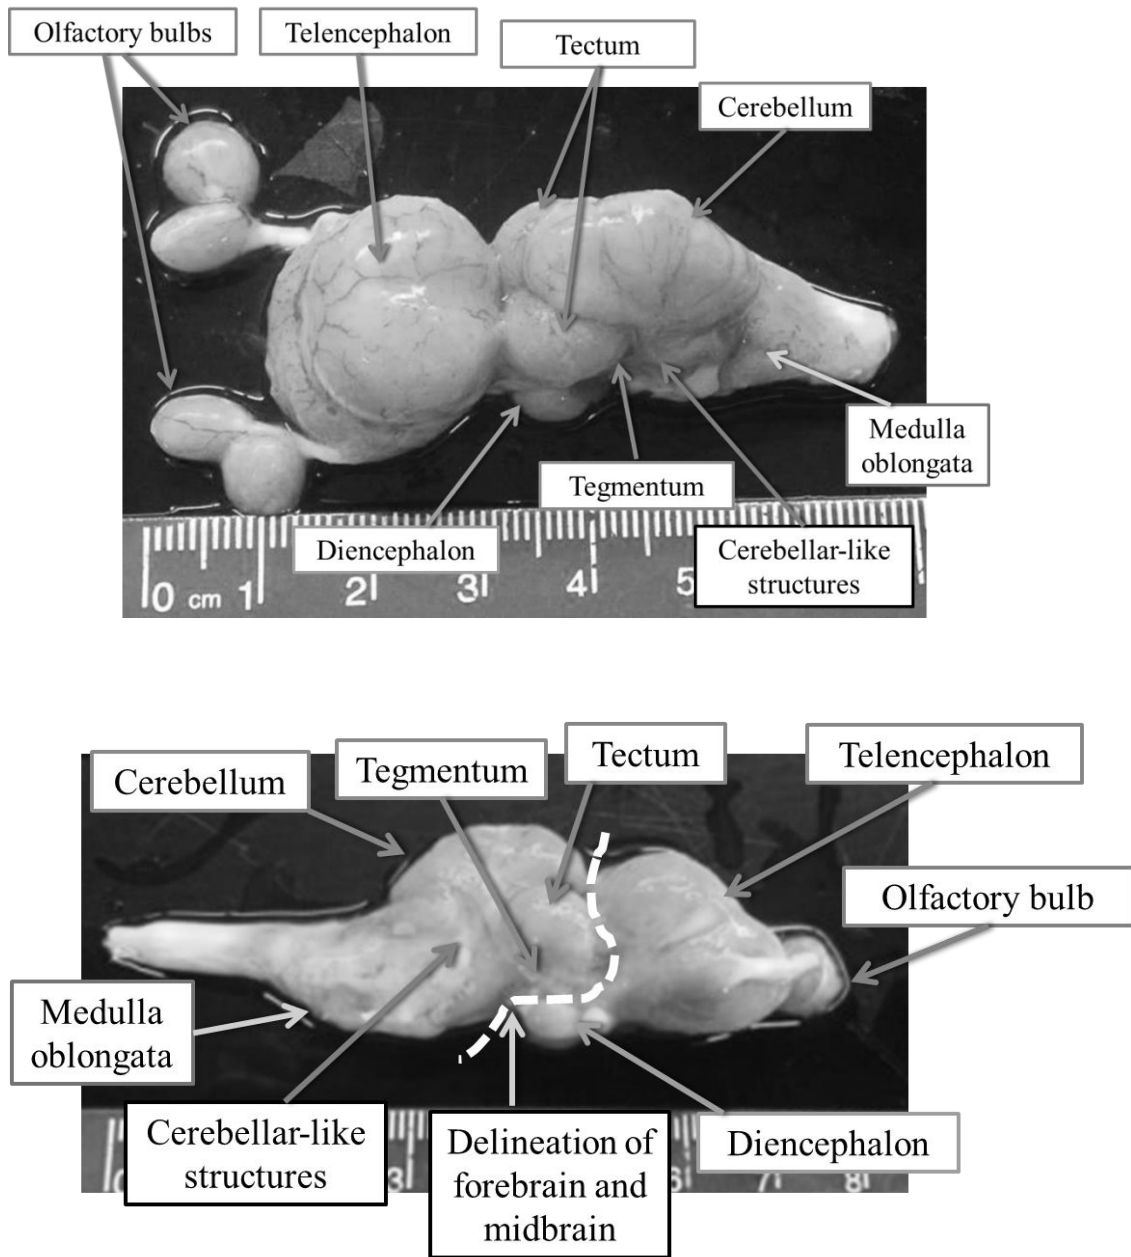 Olfactory bulbs
Telencephalon
Tectum
Cerebellum
Medulla
oblongata
Tegmentum
Diencephalon
Cerebellar-like
structures
0 cm 1 2 3 4 5
Cerebellum
Tegmentum
Tectum
Telencephalon
Olfactory bulb
Medulla
oblongata
Cerebellar-like
structures
Delineation of
forebrain and
midbrain
Diencephalon
0 3 6 7 8